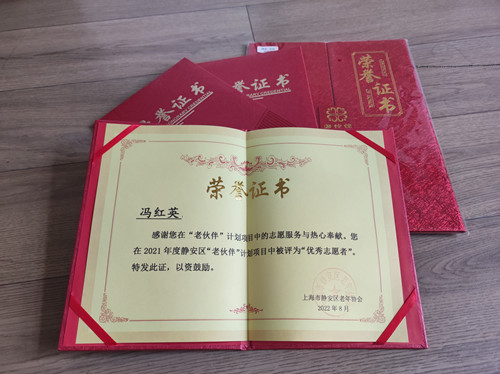 荣誉证书
誉证书
荣誉证书
荣誉证书
冯红英
感谢您在“老伙伴”计划项目中的志愿服务与热心奉献。您
在2021年度静安区“老伙伴”计划项目中被评为“优秀志愿者”。
特发此证，以资鼓励。
上海市静安区老年协会
2022年8月